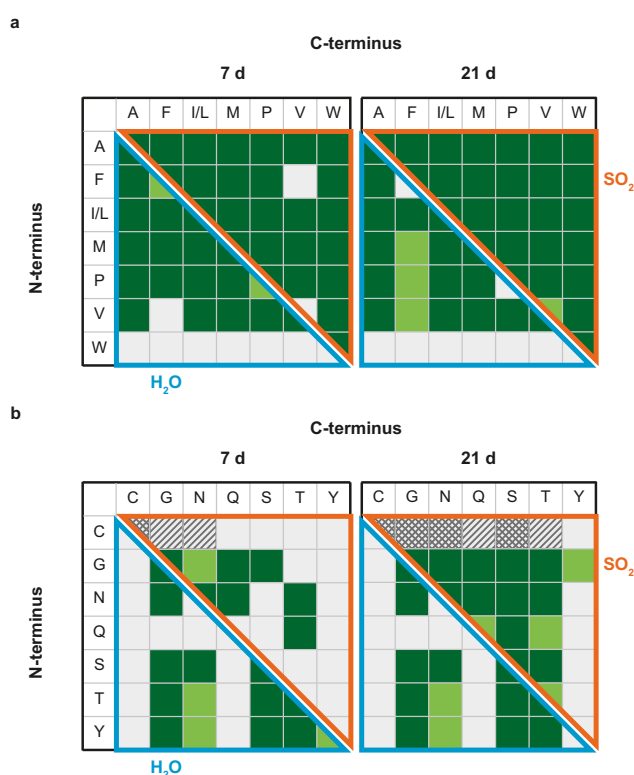 a
C-terminus
7 d 21 d
A F I/L M P V W A F I/L M P V W
A
F
SO₂
I/L
M
P
V
W
N-terminus
H₂O
b
C-terminus
7 d 21 d
C G N Q S T Y C G N Q S T Y
C
G
SO₂
N
Q
S
T
Y
N-terminus
H₂O